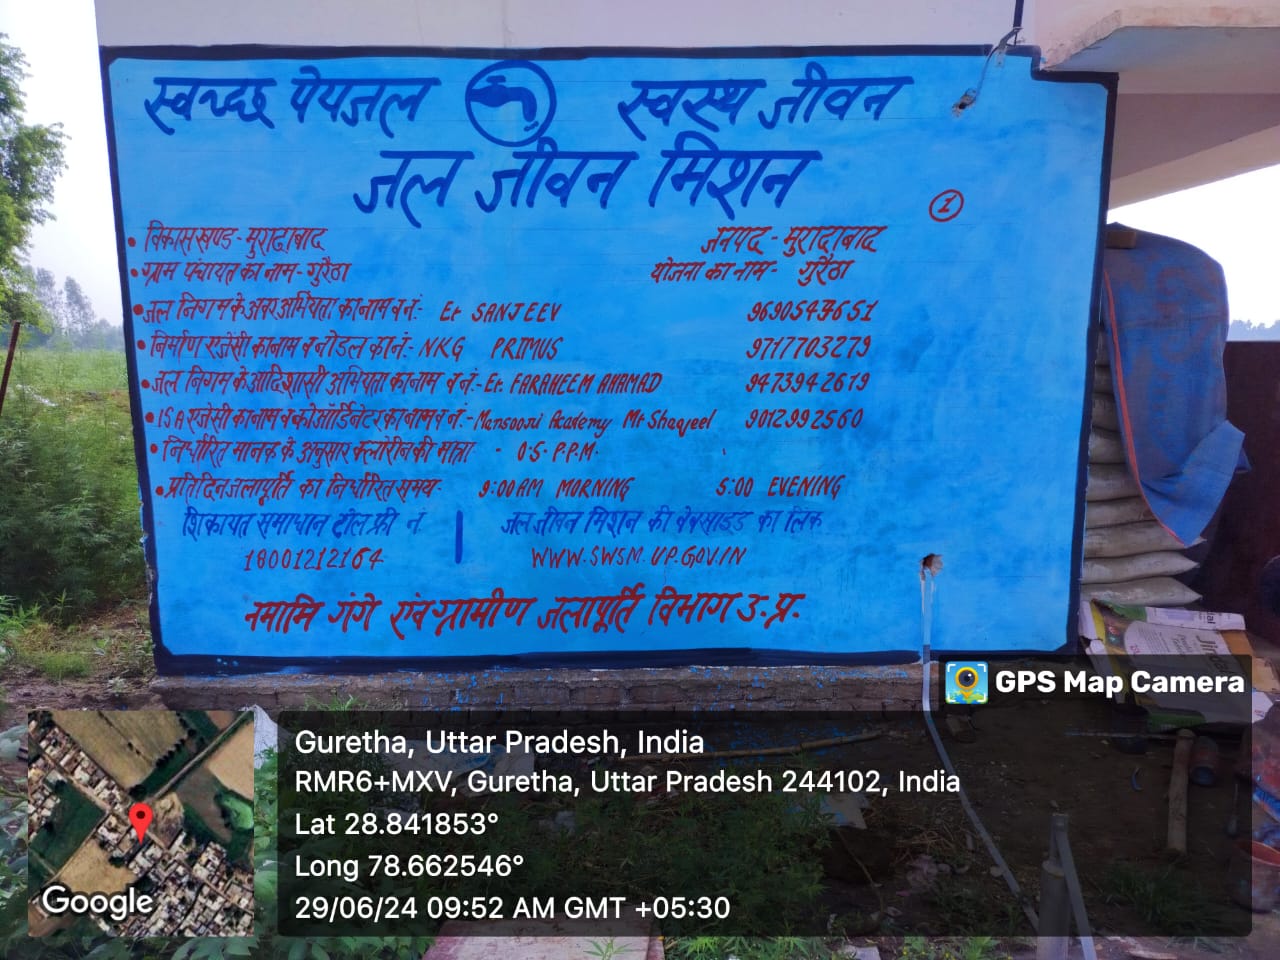 स्वच्छ पेयजल स्वस्थ जीवन
जल जीवन मिशन
1
• विकासखण्ड - मुरादाबाद जनपद - मुरादाबाद
• ग्राम पंचायत का नाम - गुरैठा योजना का नाम - गुरैठा
• जल निगम के अवर अभियंता का नाम व नं:- Er SANJEEV 9690547651
• निर्माण एजेंसी का नाम व नोडल का नं:- NKG PRIMUS 9717703279
• जल निगम के आदिशासी अभियंता का नाम व नं:- Er. FARAHEEM AHAMAD 9473942619
• ISA एजेंसी का नाम व कोऑर्डिनेटर का नाम व नं:- Mansoori Academy Mr Shaqeel 9012992560
• निर्धारित मानक के अनुसार क्लोरीन की मात्रा - 0.5. P.P.M.
• प्रतिदिन जलापूर्ति का निर्धारित समय- 9:00 AM MORNING 5:00 EVENING
शिकायत समाधान टोल फ्री नं. | जल जीवन मिशन की वेबसाइड का लिंक
18001212164 WWW.SWSM.UP.GOV.IN
नमामि गंगे एंव ग्रामीण जलापूर्ति विभाग उ.प्र.
GPS Map Camera
Guretha, Uttar Pradesh, India
RMR6+MXV, Guretha, Uttar Pradesh 244102, India
Lat 28.841853°
Long 78.662546°
29/06/24 09:52 AM GMT +05:30
Google